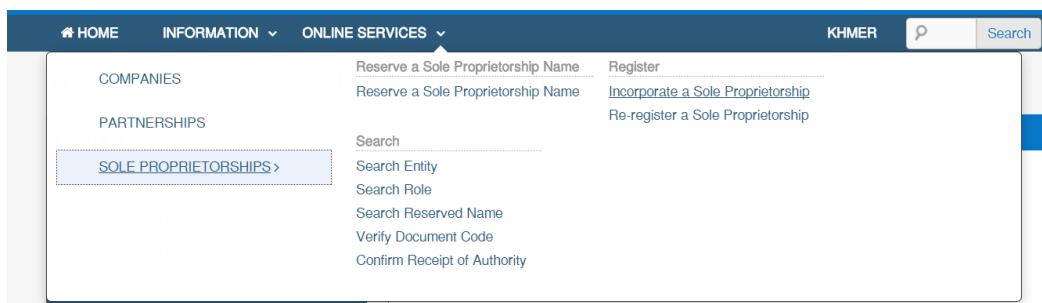 HOME INFORMATION ONLINE SERVICES KHMER Search
COMPANIES
PARTNERSHIPS
SOLE PROPRIETORSHIPS >
Reserve a Sole Proprietorship Name
Reserve a Sole Proprietorship Name
Search
Search Entity
Search Role
Search Reserved Name
Verify Document Code
Confirm Receipt of Authority
Register
Incorporate a Sole Proprietorship
Re-register a Sole Proprietorship